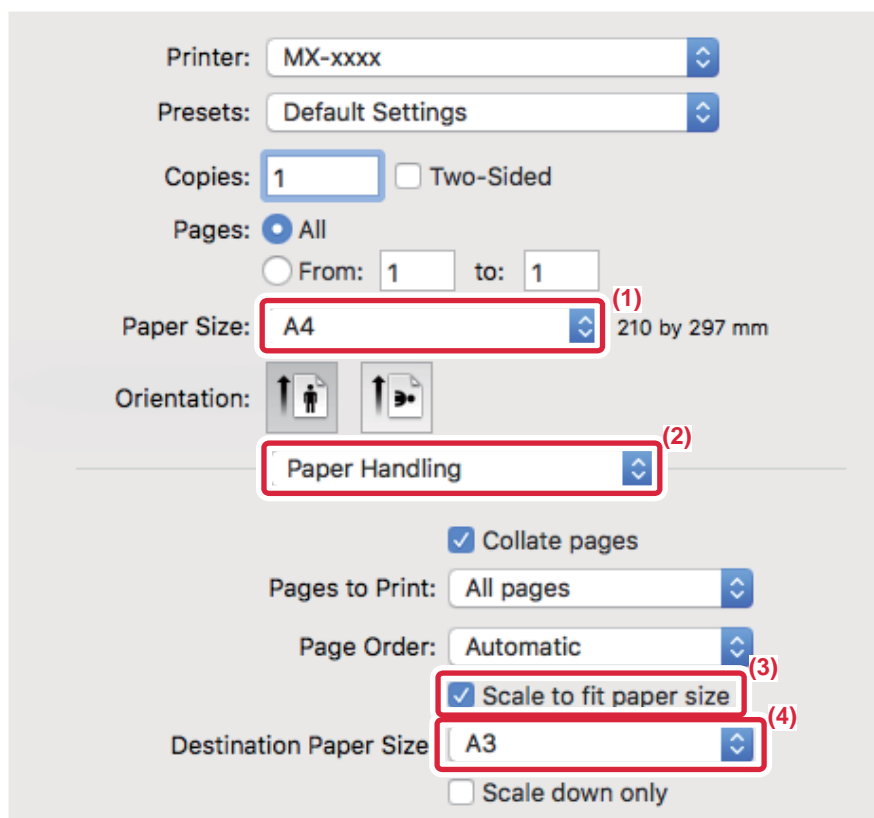 Printer: MX-xxxx
Presets: Default Settings
Copies: 1 Two-Sided
Pages: All
From: 1 to: 1
(1)
Paper Size: A4 210 by 297 mm
Orientation:
(2)
Paper Handling
Collate pages
Pages to Print: All pages
Page Order: Automatic
(3)
Scale to fit paper size
(4)
Destination Paper Size A3
Scale down only